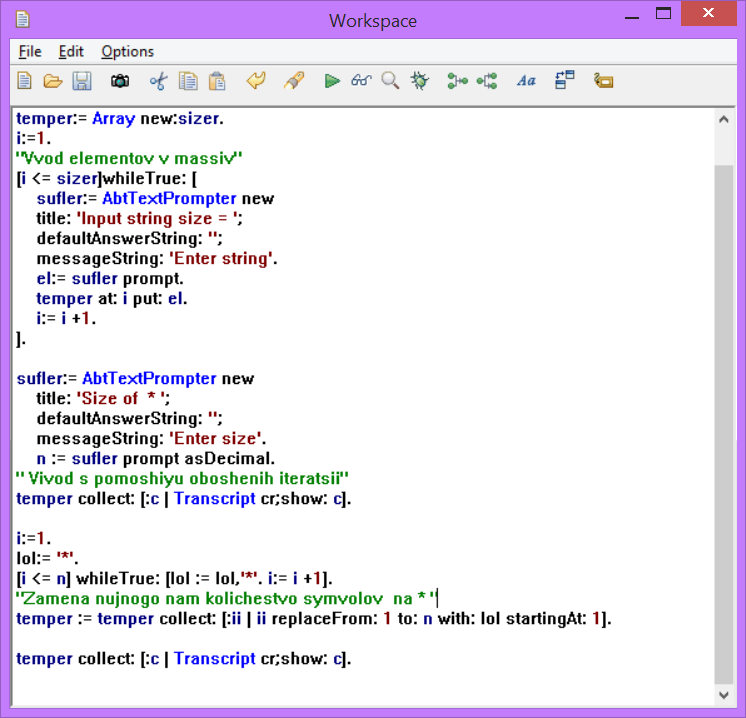 Workspace
File Edit Options
Aa
temper:= Array new:sizer.
i:=1.
"Vvod elementov v massiv"
[i <= sizer]whileTrue: [
sufler:= AbtTextPrompter new
title: 'Input string size = ';
defaultAnswerString: '';
messageString: 'Enter string'.
el:= sufler prompt.
temper at: i put: el.
i:= i +1.
].
sufler:= AbtTextPrompter new
title: 'Size of  * ';
defaultAnswerString: '';
messageString: 'Enter size'.
n := sufler prompt asDecimal.
" Vivod s pomoshiyu oboshenih iteratsii"
temper collect: [:c | Transcript cr;show: c].
i:=1.
lol:= '*'.
[i <= n] whileTrue: [lol := lol,'*'. i:= i +1].
"Zamena nujnogo nam kolichestvo symvolov  na * "
temper := temper collect: [:ii | ii replaceFrom: 1 to: n with: lol startingAt: 1].
temper collect: [:c | Transcript cr;show: c].